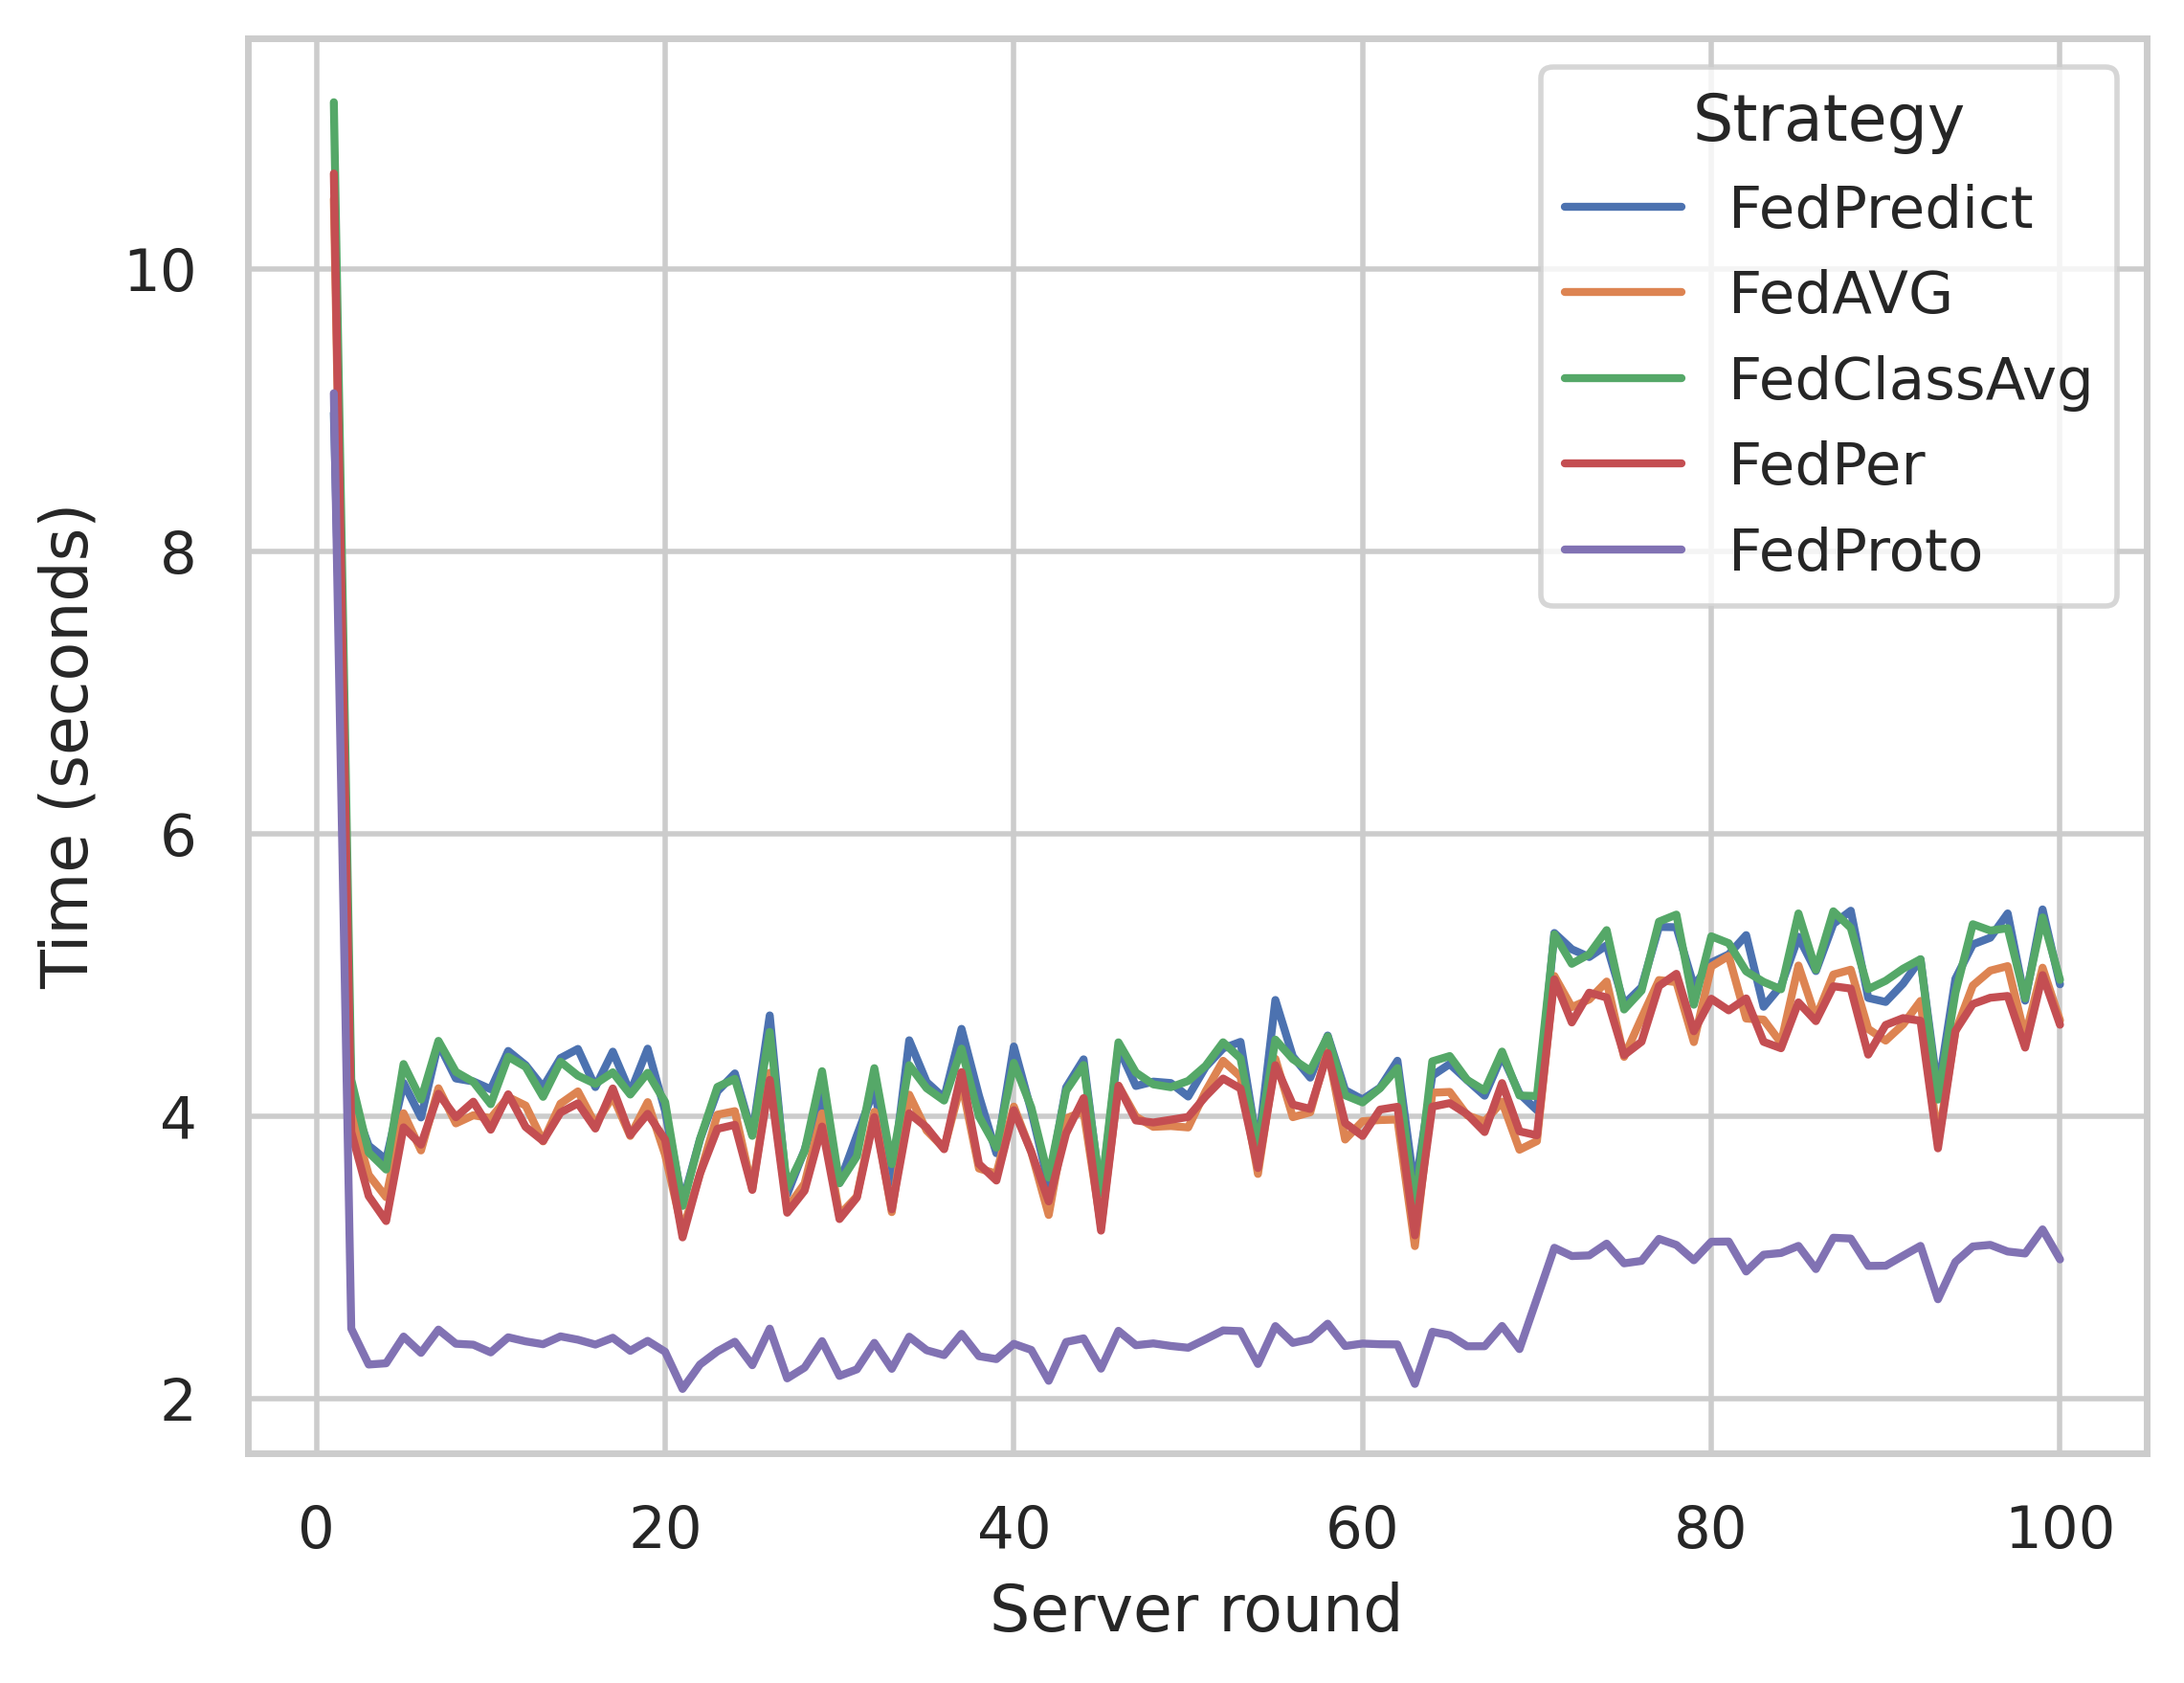 Strategy
FedPredict
FedAVG
FedClassAvg
FedPer
FedProto
Time (seconds)
10
8
6
4
2
0 20 40 60 80 100
Server round